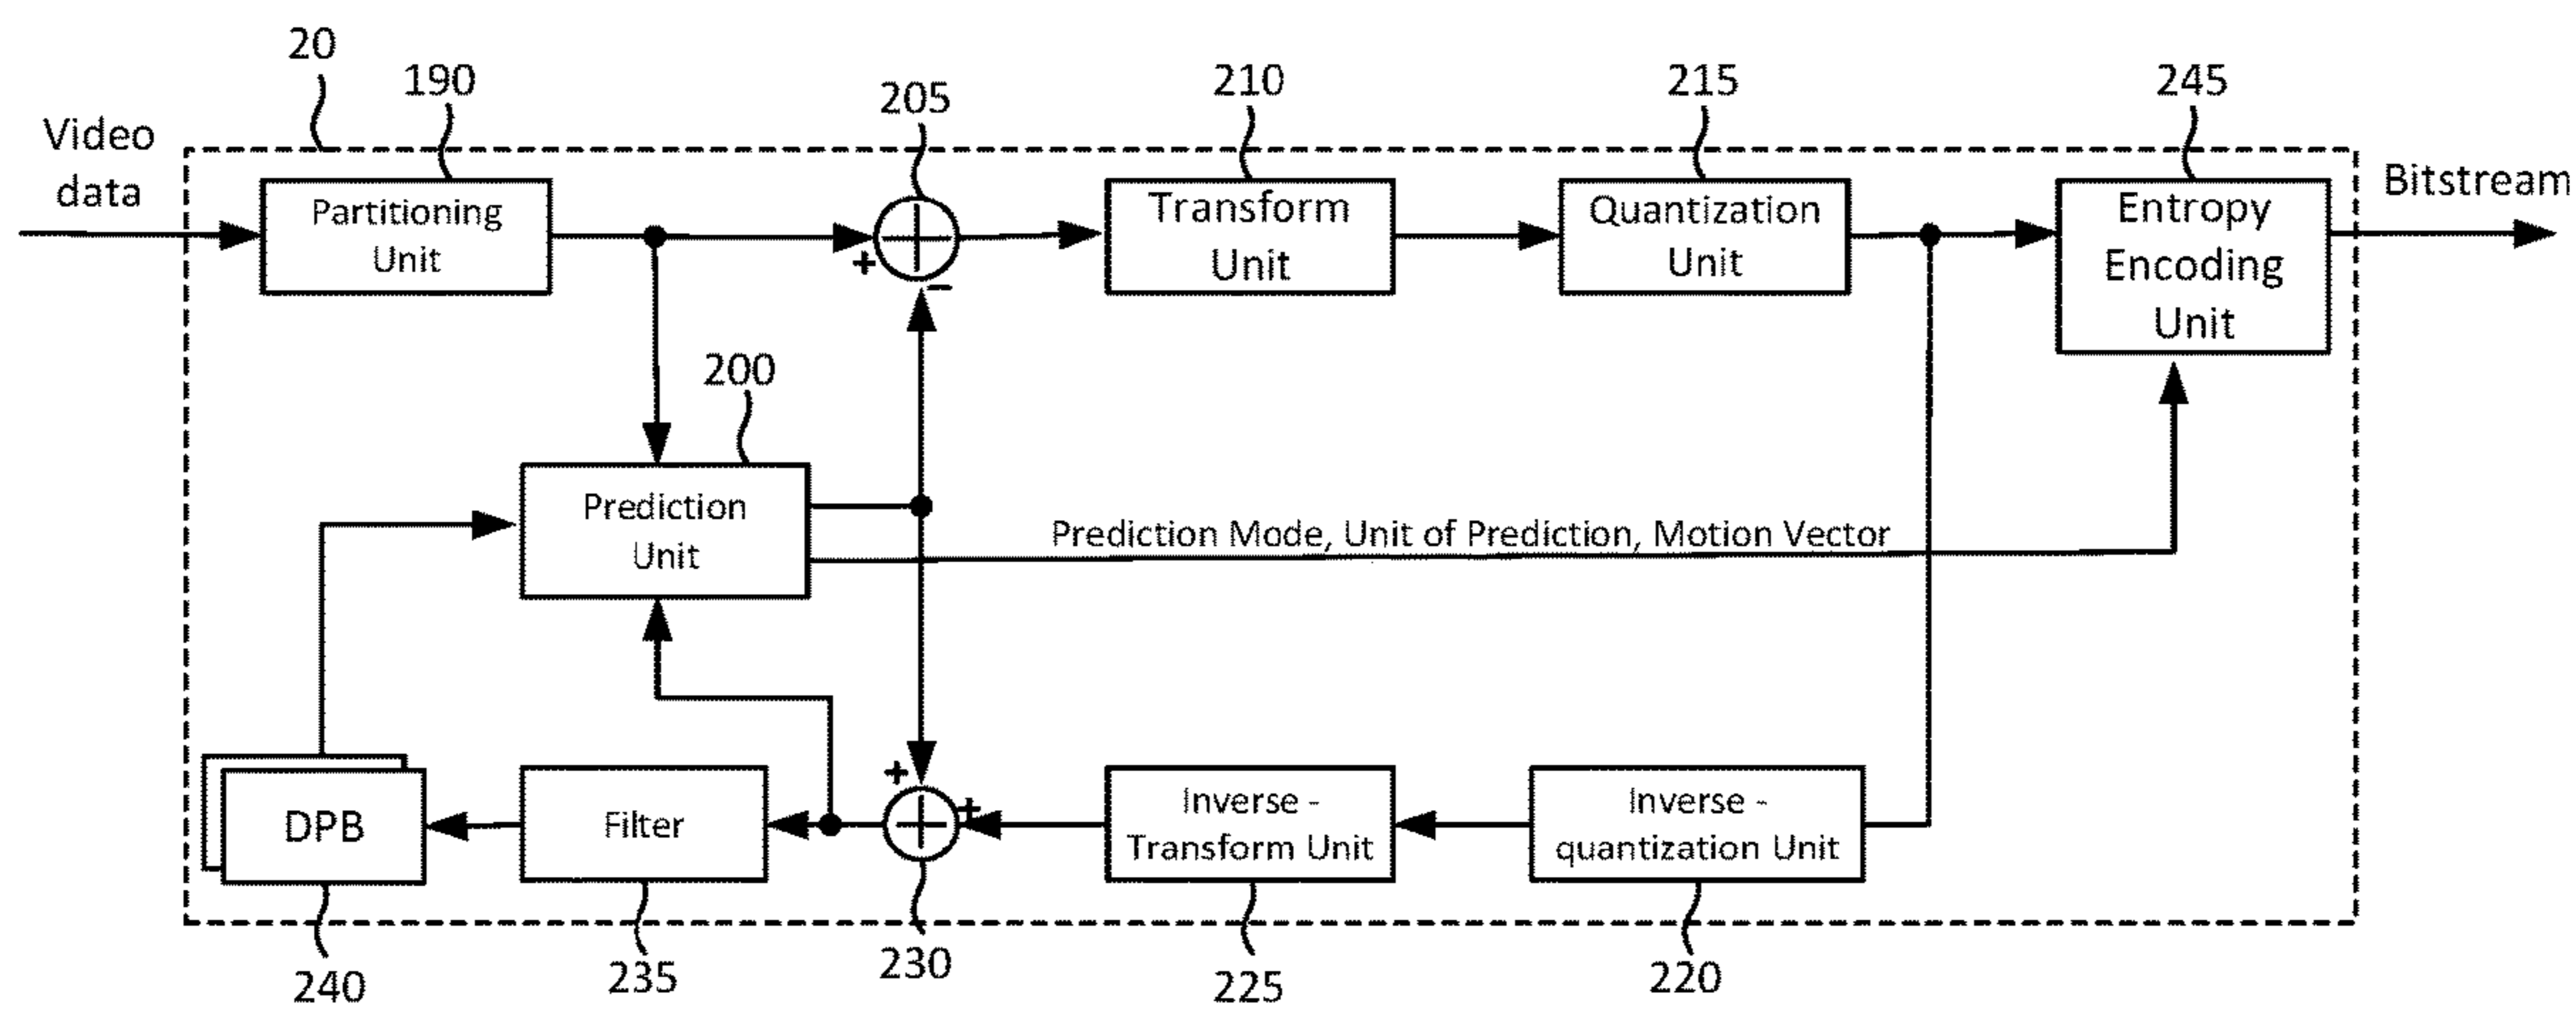 20
190
205
210
215
245
Video
data
Partitioning
Unit
+
−
Transform
Unit
Quantization
Unit
Entropy
Encoding
Unit
Bitstream
200
Prediction
Unit
Prediction Mode, Unit of Prediction, Motion Vector
DPB
Filter
+
+
Inverse -
Transform Unit
Inverse -
quantization Unit
240
235
230
225
220